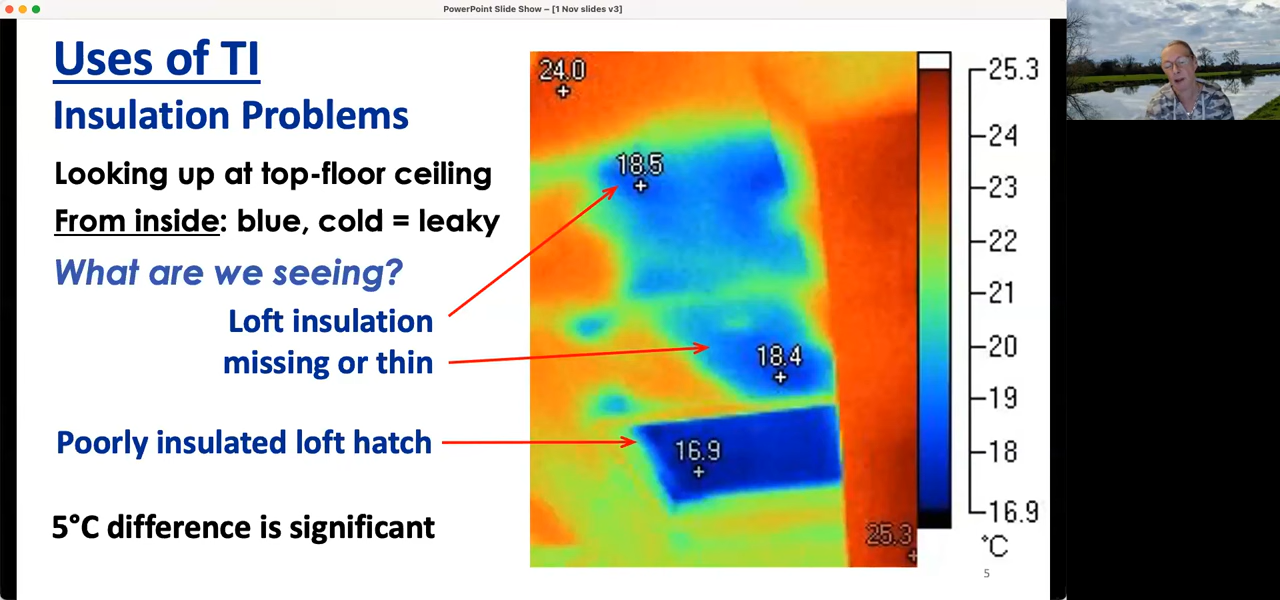 PowerPoint Slide Show – [1 Nov slides v3]
Uses of TI
Insulation Problems
Looking up at top-floor ceiling
From inside: blue, cold = leaky
What are we seeing?
Loft insulation
missing or thin
Poorly insulated loft hatch
5°C difference is significant
24.0
18.5
18.4
16.9
25.3
25.3
24
23
22
21
20
19
18
16.9
°C
5